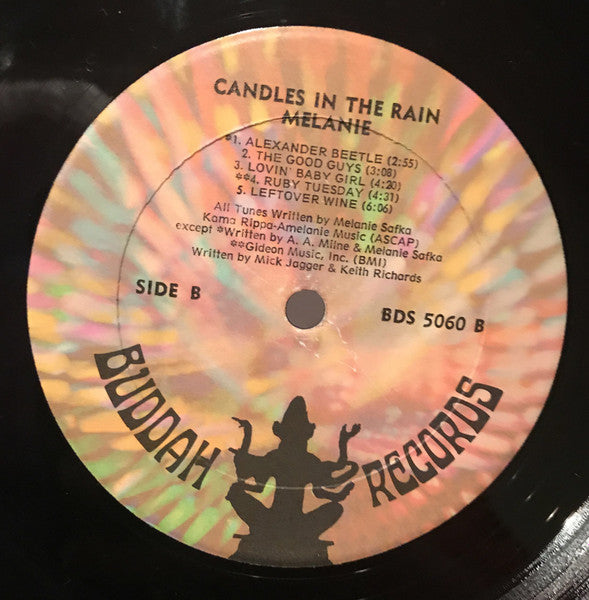 CANDLES IN THE RAIN
MELANIE
*1. ALEXANDER BEETLE (2:55)
2. THE GOOD GUYS (3:08)
3. LOVIN' BABY GIRL (4:20)
**4. RUBY TUESDAY (4:31)
5. LEFTOVER WINE (6:06)
All Tunes Written by Melanie Safka
Kama Rippa-Amelanie Music (ASCAP)
except *Written by A. A. Milne & Melanie Safka
**Gideon Music, Inc. (BMI)
Written by Mick Jagger & Keith Richards
SIDE B
BDS 5060 B
BUDDAH RECORDS